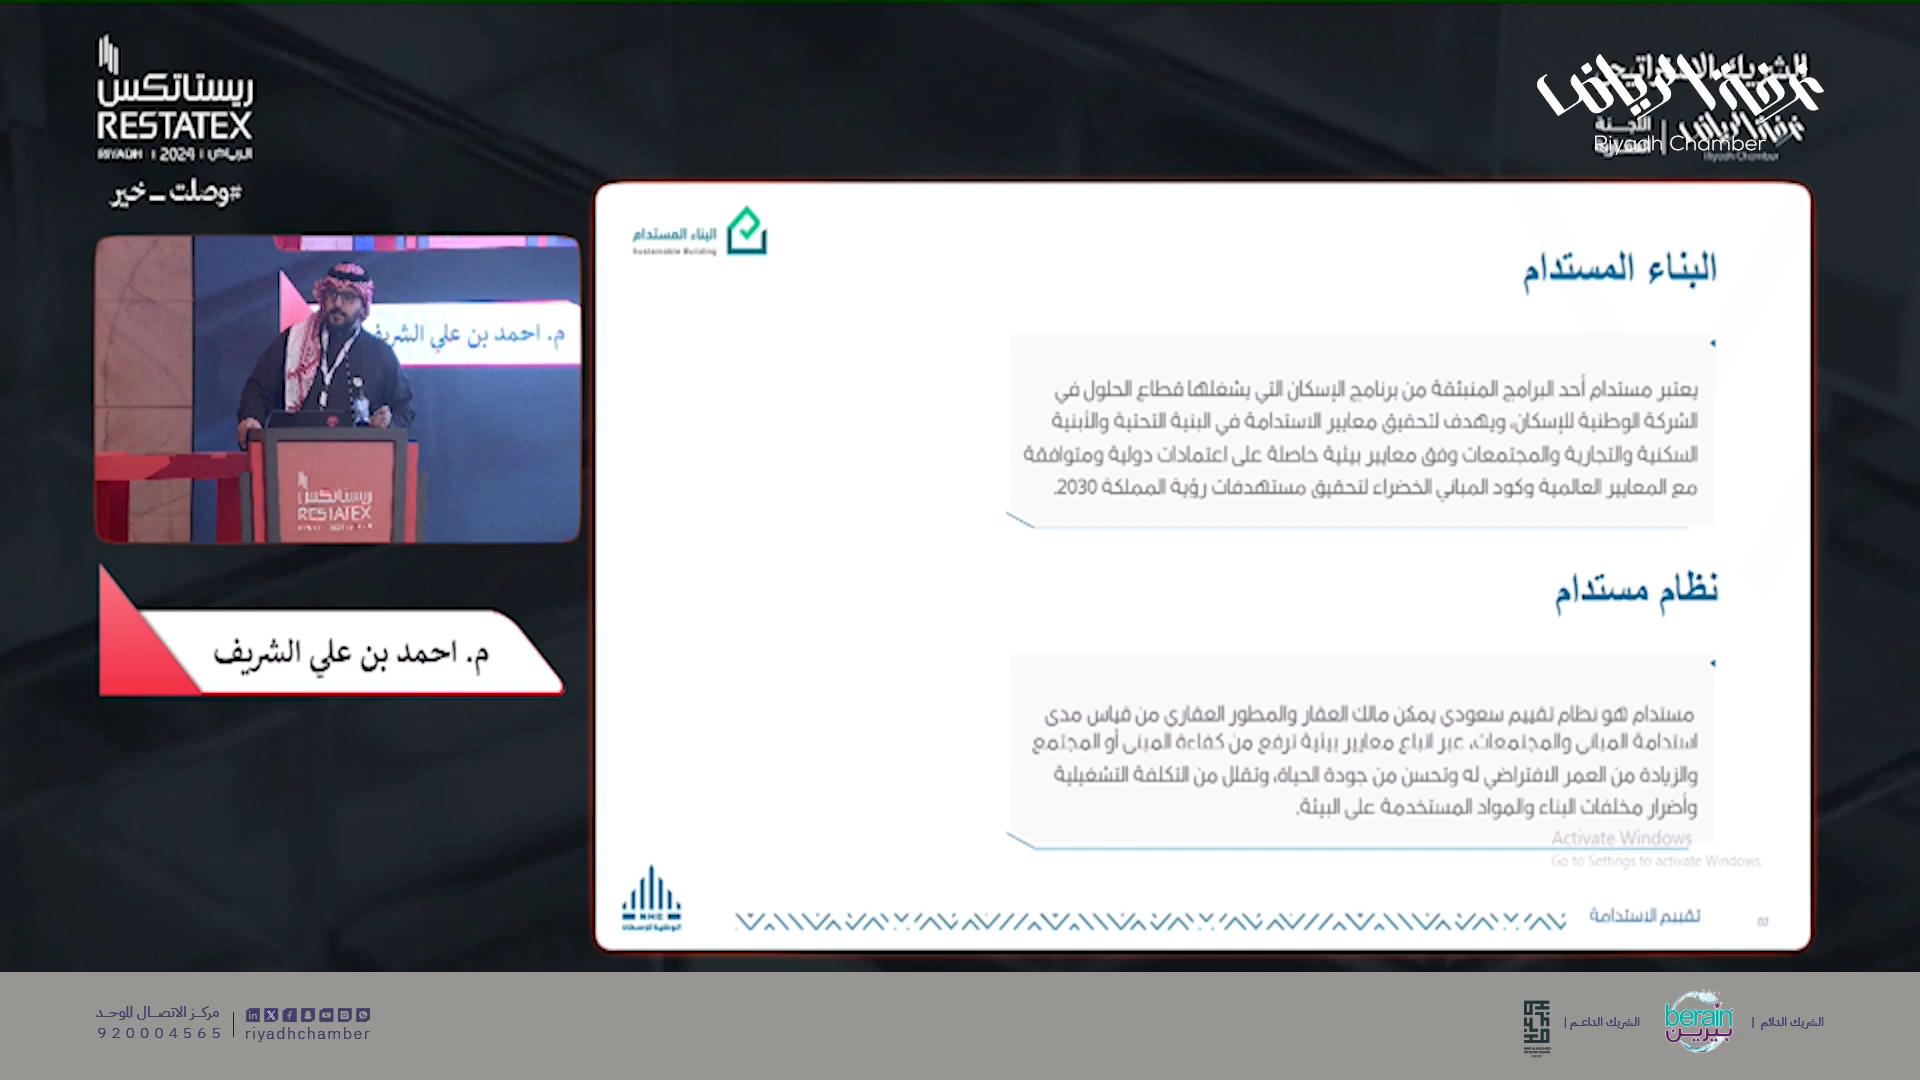 ريستاتكس
RESTATEX
RIYADH | 2024 | الرياض
#وصلت_خير
غرفة الرياض
Riyadh Chamber
م. احمد بن علي الشريف
ريستاتكس
RESTATEX
م. احمد بن علي الشريف
البناء المستدام
Sustainable Building
البناء المستدام
يعتبر مستدام أحد البرامج المنبثقة من برنامج الإسكان التي يشغلها قطاع الحلول في
الشركة الوطنية للإسكان، ويهدف لتحقيق معايير الاستدامة في البنية التحتية والأبنية
السكنية والتجارية والمجتمعات وفق معايير بيئية حاصلة على اعتمادات دولية ومتوافقة
مع المعايير العالمية وكود المباني الخضراء لتحقيق مستهدفات رؤية المملكة 2030.
نظام مستدام
مستدام هو نظام تقييم سعودي يمكن مالك العقار والمطور العقاري من قياس مدى
استدامة المباني والمجتمعات، عبر اتباع معايير بيئية ترفع من كفاءة المبنى أو المجتمع
والزيادة من العمر الافتراضي له وتحسن من جودة الحياة، وتقلل من التكلفة التشغيلية
وأضرار مخلفات البناء والمواد المستخدمة على البيئة.
Activate Windows
Go to Settings to activate Windows.
NHC
الوطنية للإسكان
تقييم الاستدامة
02
مركز الاتصال الموحد
920004565
riyadhchamber
الشريك الداعم |
berain
بيرين
| الشريك الدائم